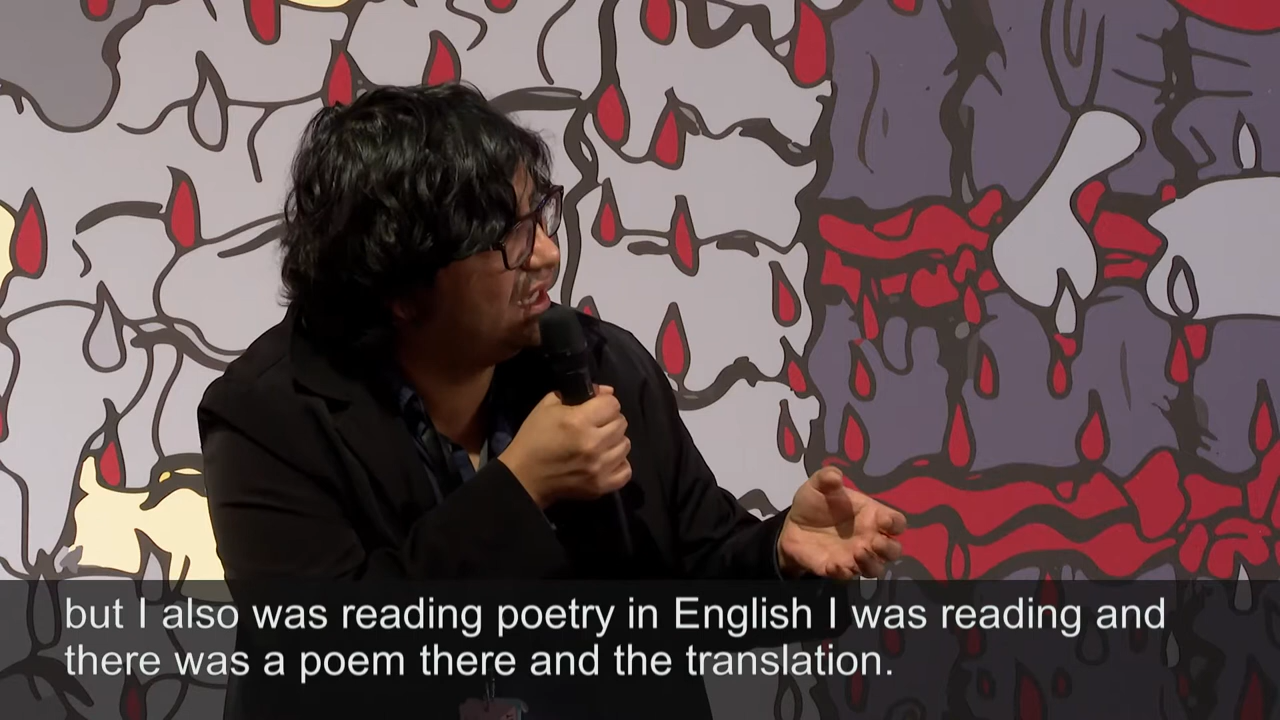 but I also was reading poetry in English I was reading and
there was a poem there and the translation.